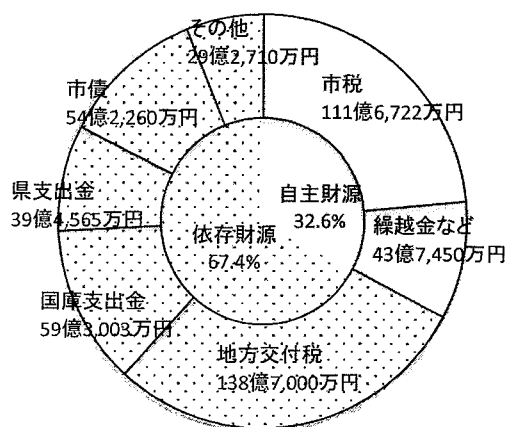 その他
29億2,710万円
市税
111億6,722万円
市債
54億2,260万円
県支出金
39億4,565万円
自主財源
32.6%
依存財源
67.4%
繰越金など
43億7,450万円
国庫支出金
59億3,003万円
地方交付税
138億7,000万円